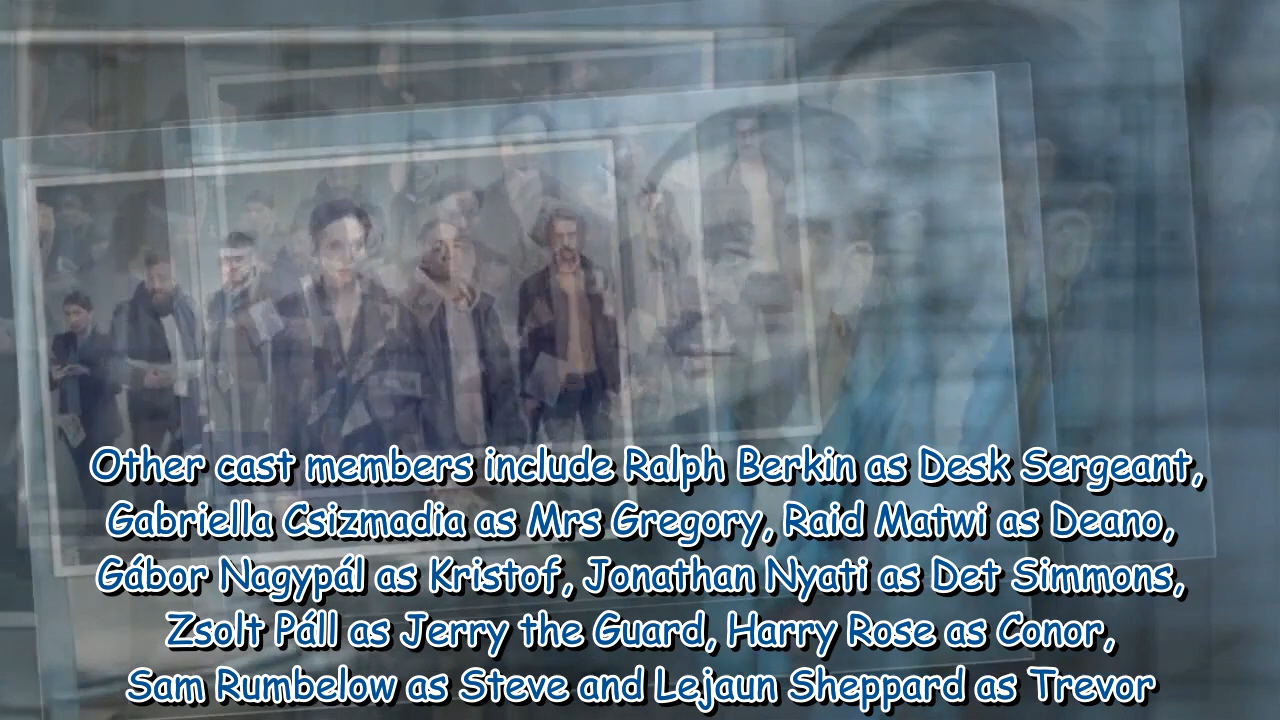 Other cast members include Ralph Berkin as Desk Sergeant,
Gabriella Csizmadia as Mrs Gregory, Raid Matwi as Deano,
Gábor Nagypál as Kristof, Jonathan Nyati as Det Simmons,
Zsolt Páll as Jerry the Guard, Harry Rose as Conor,
Sam Rumbelow as Steve and Lejaun Sheppard as Trevor